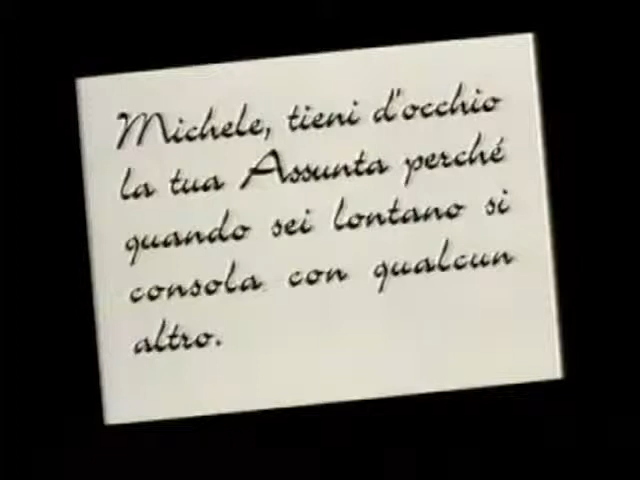 Michele, tieni d'occhio
la tua Assunta perché
quando sei lontano si
consola con qualcun
altro.